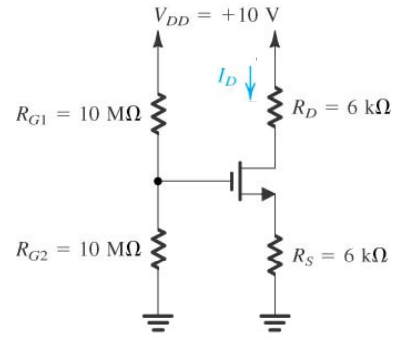 V_DD = +10 V
I_D
R_G1 = 10 MΩ
R_D = 6 kΩ
R_G2 = 10 MΩ
R_S = 6 kΩ